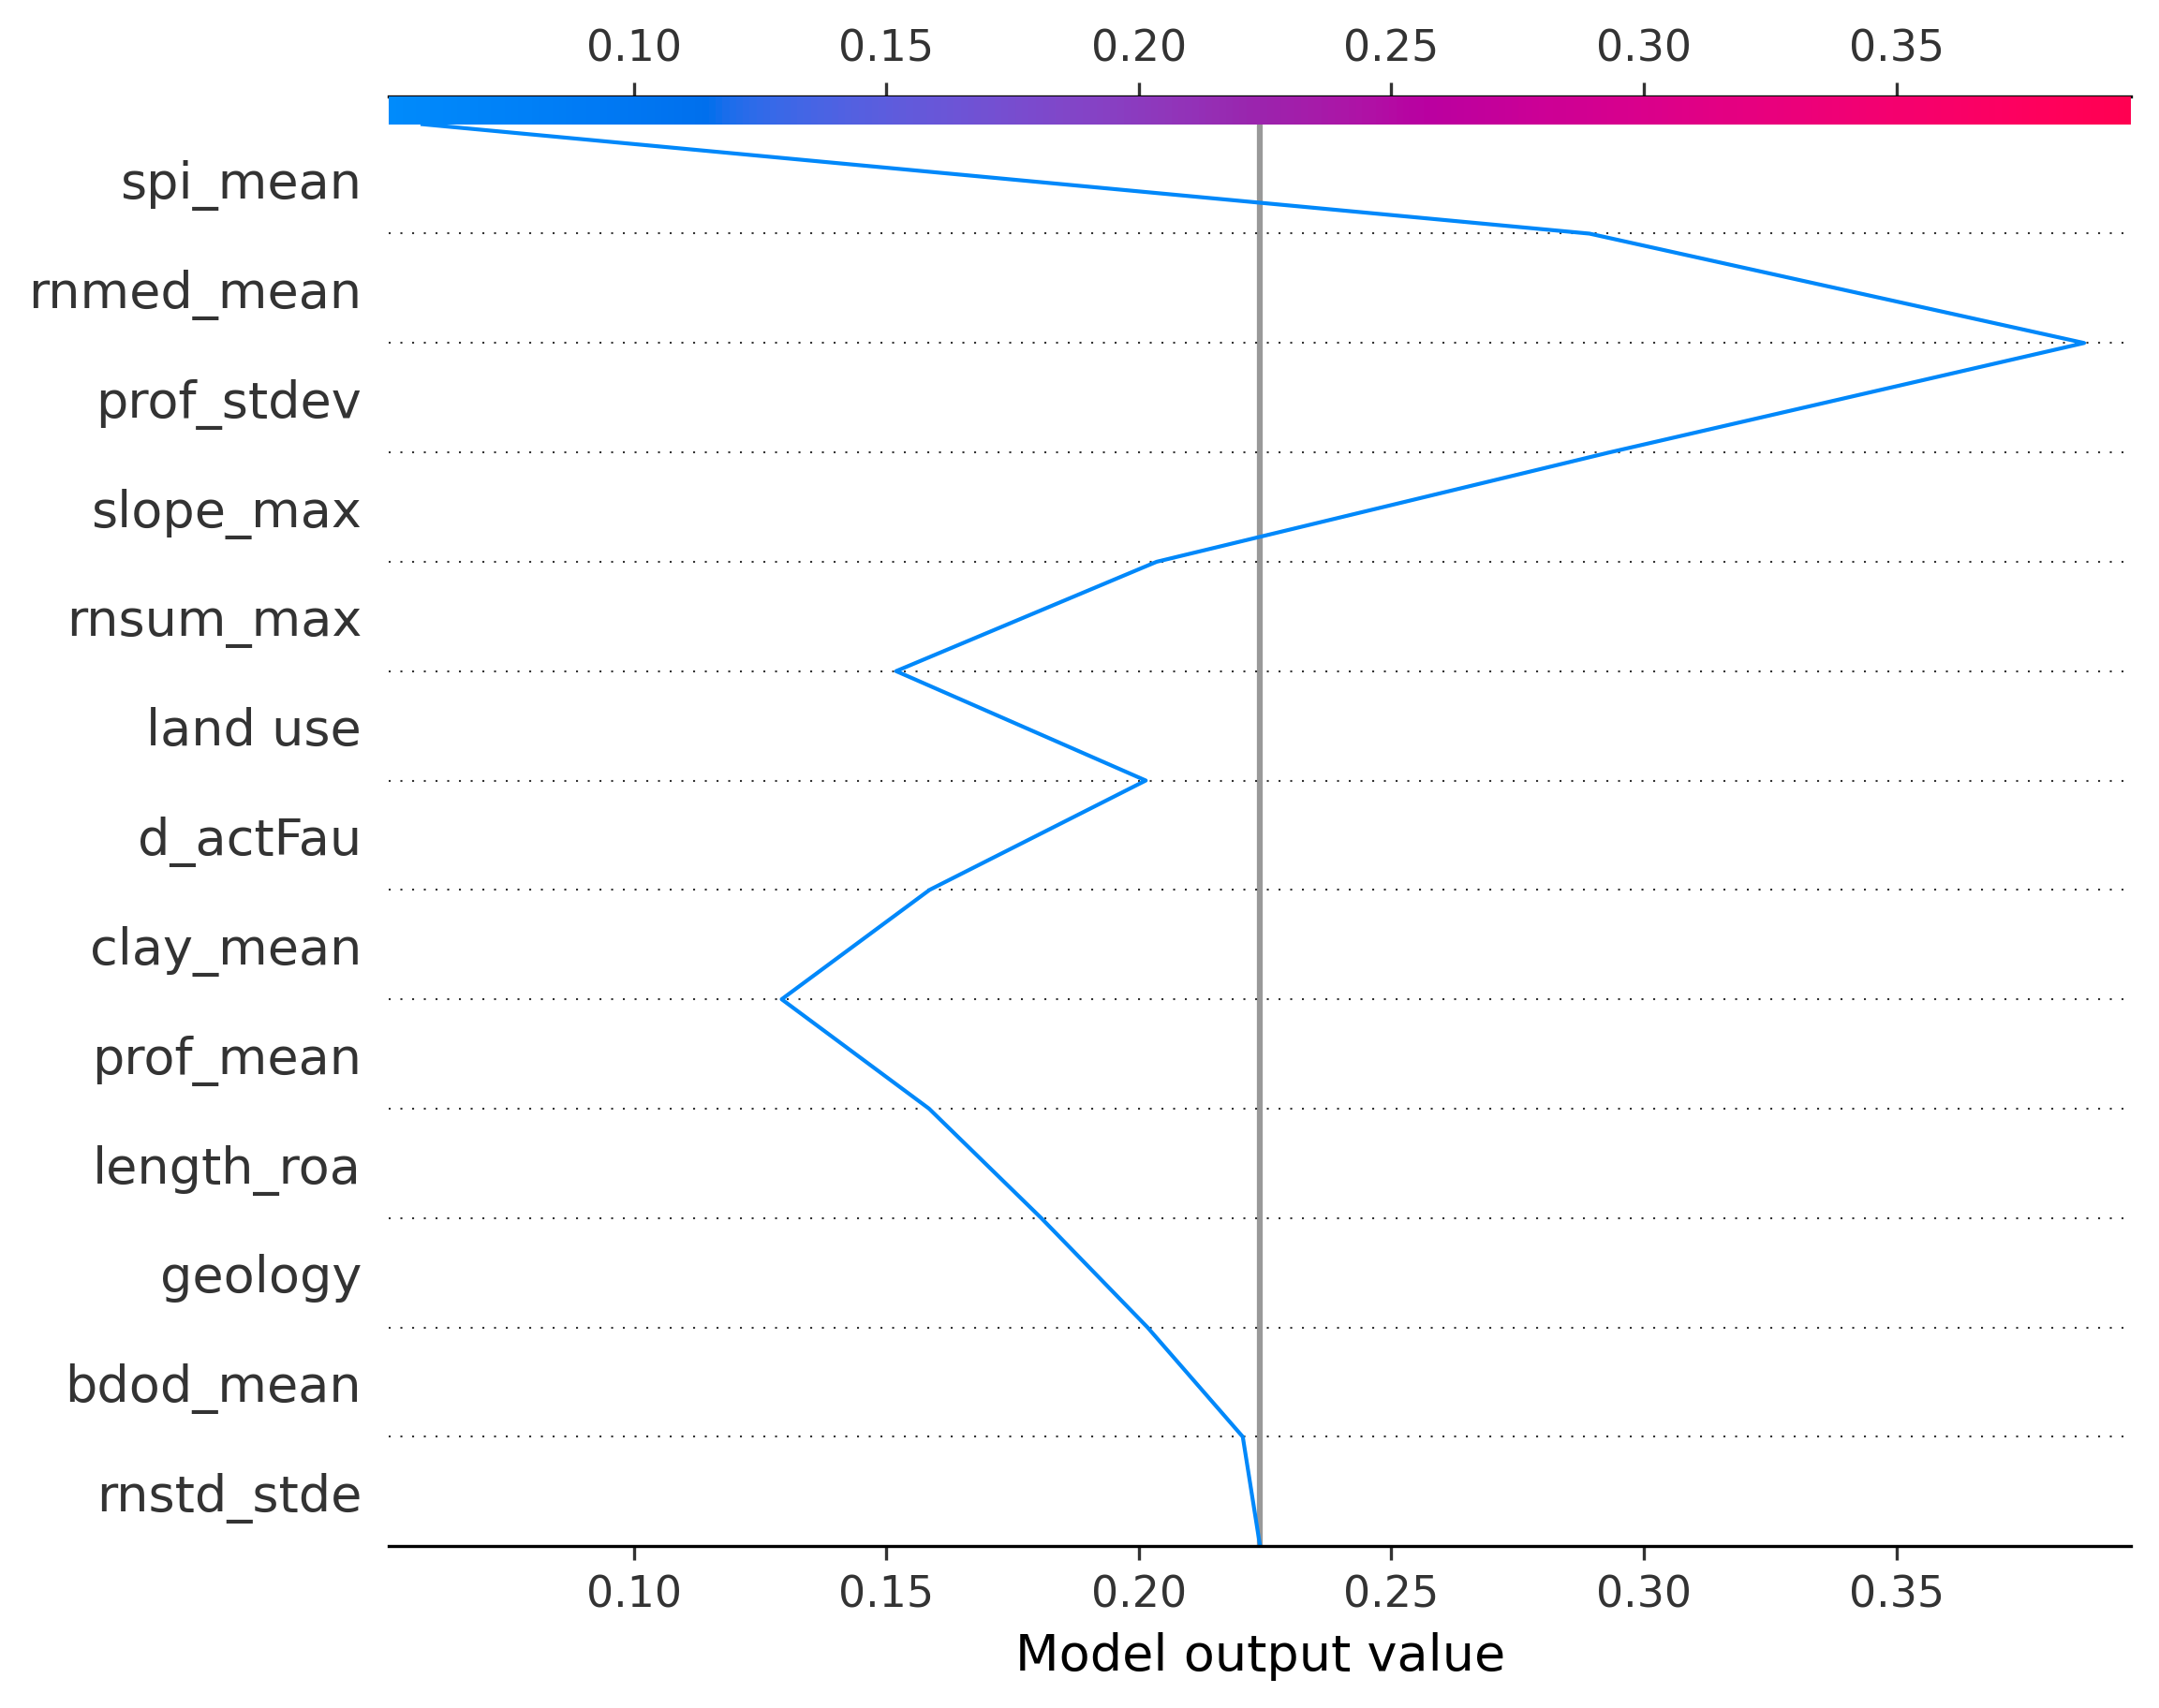 0.10 0.15 0.20 0.25 0.30 0.35
spi_mean
rnmed_mean
prof_stdev
slope_max
rnsum_max
land use
d_actFau
clay_mean
prof_mean
length_roa
geology
bdod_mean
rnstd_stde
0.10 0.15 0.20 0.25 0.30 0.35
Model output value